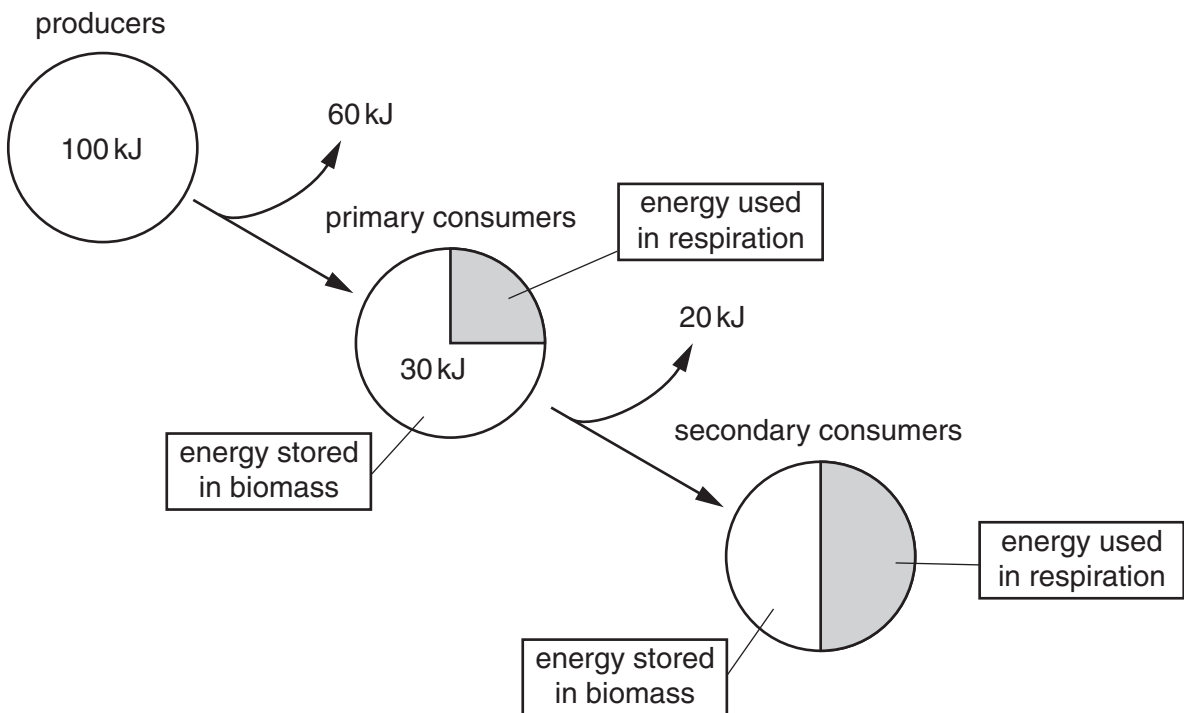 producers
100 kJ
60 kJ
primary consumers
energy used
in respiration
30 kJ
20 kJ
energy stored
in biomass
secondary consumers
energy used
in respiration
energy stored
in biomass